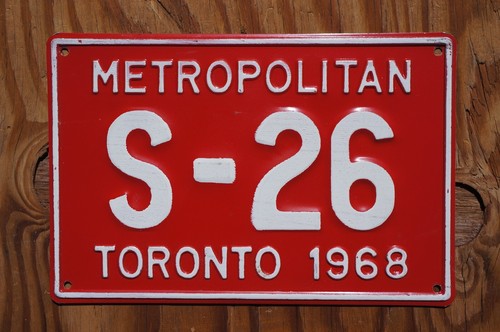 METROPOLITAN
S-26
TORONTO 1968